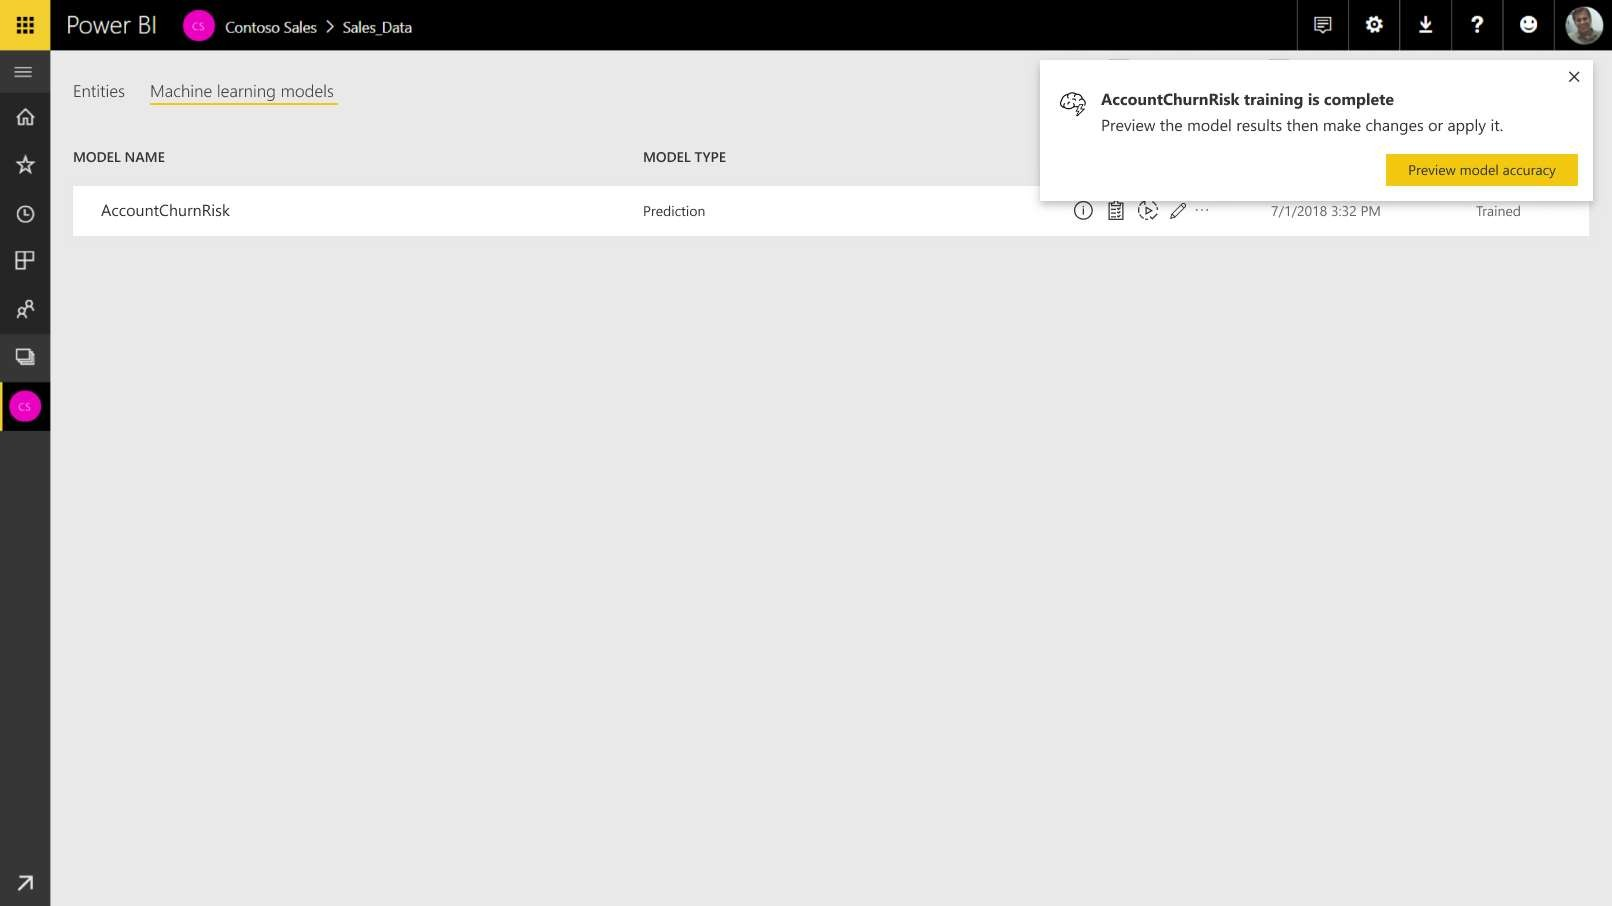 Power BI
CS
Contoso Sales > Sales_Data
?
Entities
Machine learning models
AccountChurnRisk training is complete
Preview the model results then make changes or apply it.
Preview model accuracy
MODEL NAME
MODEL TYPE
AccountChurnRisk
Prediction
7/1/2018 3:32 PM
Trained
CS